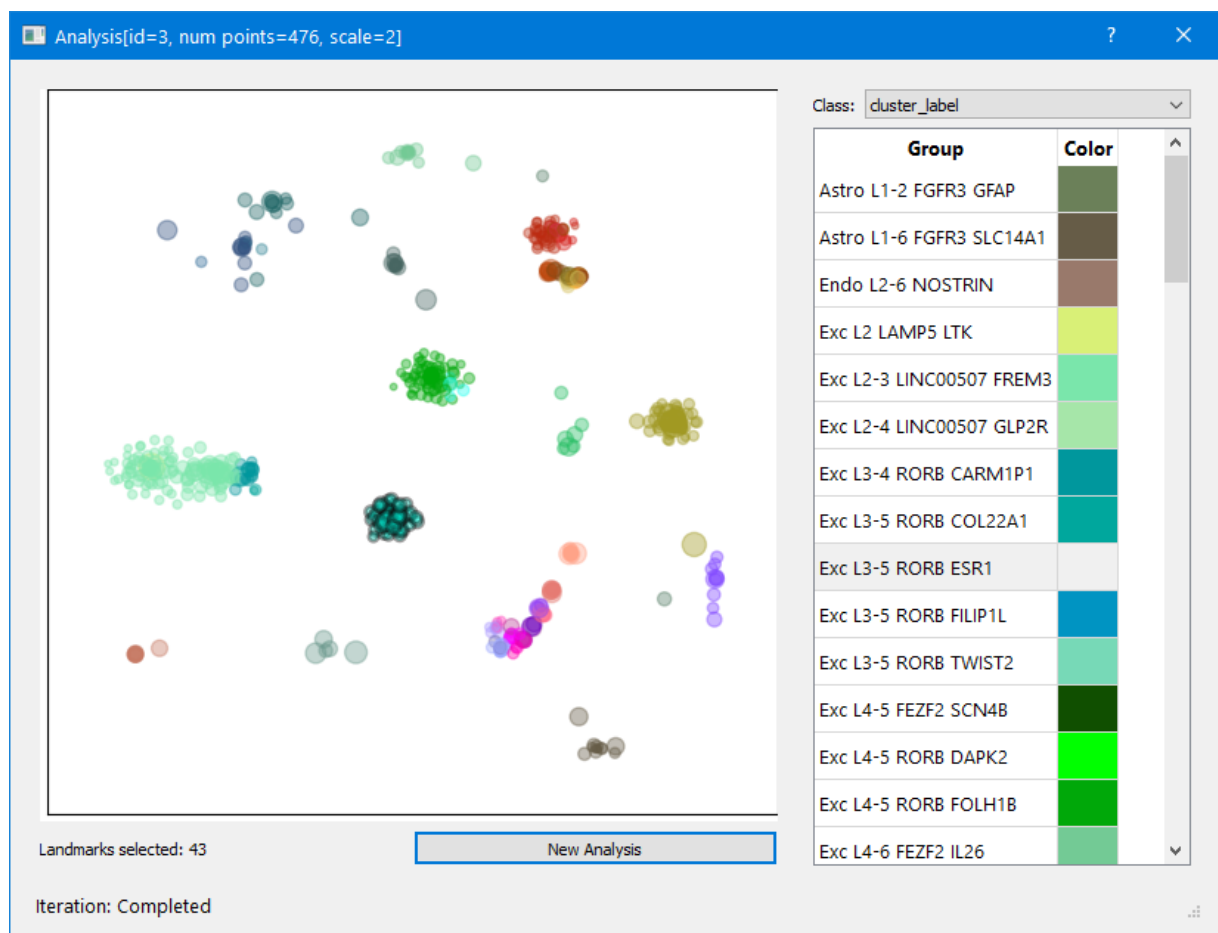 Analysis[id=3, num points=476, scale=2]
?
Class: cluster_label
Group Color
Astro L1-2 FGFR3 GFAP
Astro L1-6 FGFR3 SLC14A1
Endo L2-6 NOSTRIN
Exc L2 LAMP5 LTK
Exc L2-3 LINC00507 FREM3
Exc L2-4 LINC00507 GLP2R
Exc L3-4 RORB CARM1P1
Exc L3-5 RORB COL22A1
Exc L3-5 RORB ESR1
Exc L3-5 RORB FILIP1L
Exc L3-5 RORB TWIST2
Exc L4-5 FEZF2 SCN4B
Exc L4-5 RORB DAPK2
Exc L4-5 RORB FOLH1B
Exc L4-6 FEZF2 IL26
Landmarks selected: 43
New Analysis
Iteration: Completed